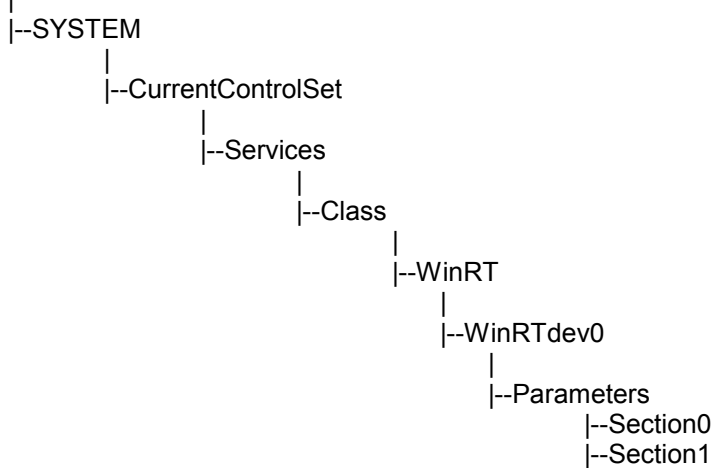 |
|--SYSTEM
|
|--CurrentControlSet
|
|--Services
|
|--Class
|
|--WinRT
|
|--WinRTdev0
|
|--Parameters
|--Section0
|--Section1